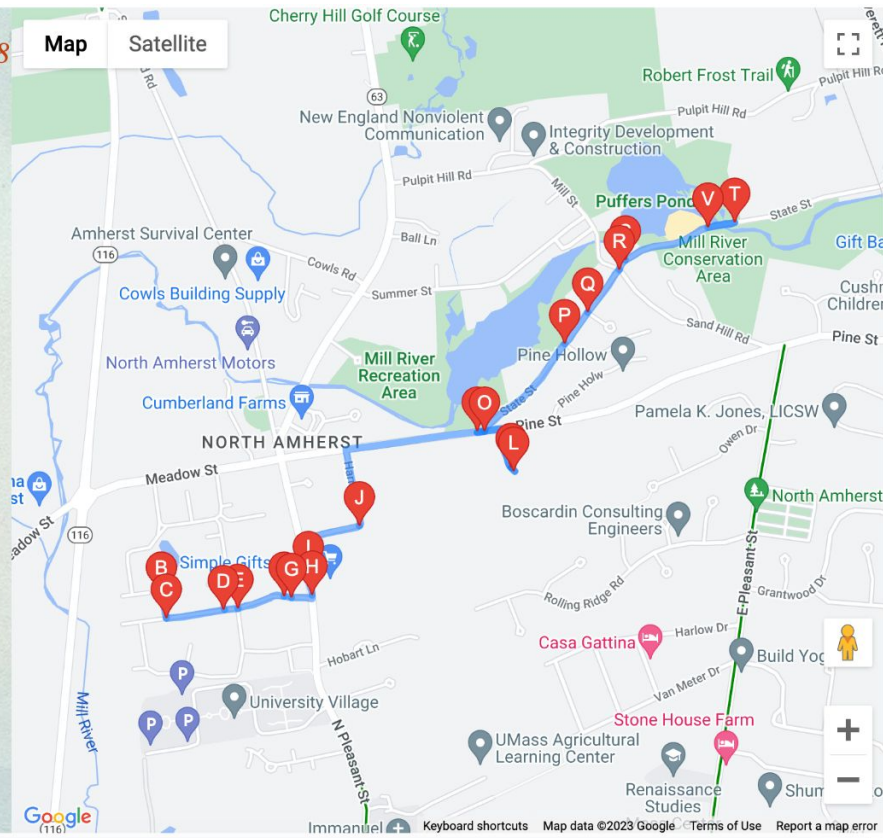 Cherry Hill Golf Course
8
Map
Satellite
Robert Frost Trail
Pulpit Hill Rd
63
New England Nonviolent
Communication
Pulpit Hill Rd
Integrity Development
& Construction
Pulpit Hill Rd
Mill St
Puffers Pond
V
T
State St
Amherst Survival Center
Ball Ln
116
Cowls Rd
R
Mill River
Conservation
Area
Gift Ba
Cowls Building Supply
Summer St
Q
Cush
Childre
P
Sand Hill Rd
Pine St
North Amherst Motors
Mill River
Recreation
Area
Pine Hollow
Pine Holw
Cumberland Farms
O
State St
Pamela K. Jones, LICSW
NORTH AMHERST
L
Pine St
Owen Dr
Meadow St
na
st
J
North Amherst
116
Boscardin Consulting
Engineers
B
Simple Gifts
I
C
D
E
G
H
Rolling Ridge Rd
E Pleasant St
Grantwood Dr
Hobart Ln
Casa Gattina
Harlow Dr
Build Yog
P
University Village
Van Meter Dr
P
P
Mill River
N Pleasant St
Stone House Farm
UMass Agricultural
Learning Center
Renaissance
Studies
Shum
Google
116
Immanuel
Keyboard shortcuts
Map data ©2023 Google
Terms of Use
Report a map error